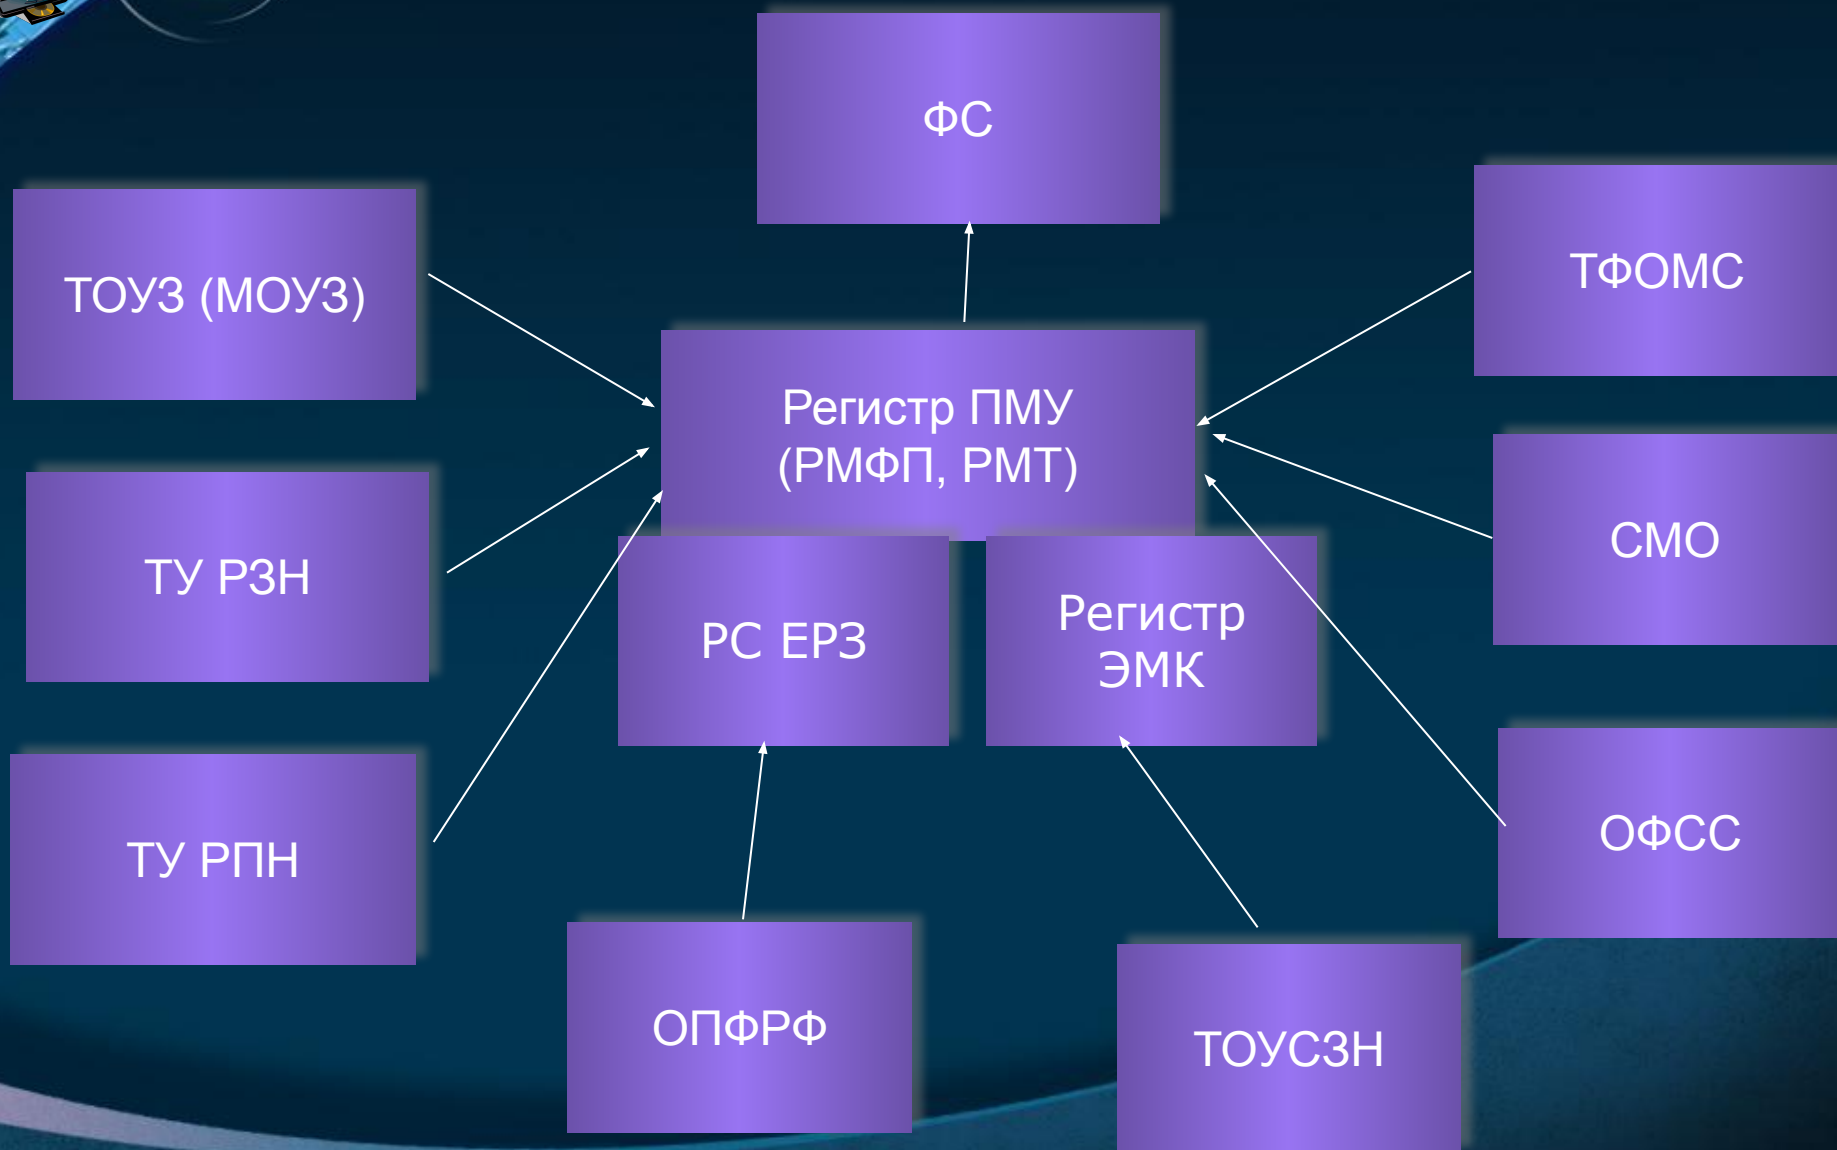 ФС
ТОУЗ (МОУЗ)
ТФОМС
Регистр ПМУ
(РМФП, РМТ)
ТУ РЗН
СМО
РС ЕРЗ
Регистр
ЭМК
ТУ РПН
ОФСС
ОПФРФ
ТОУСЗН